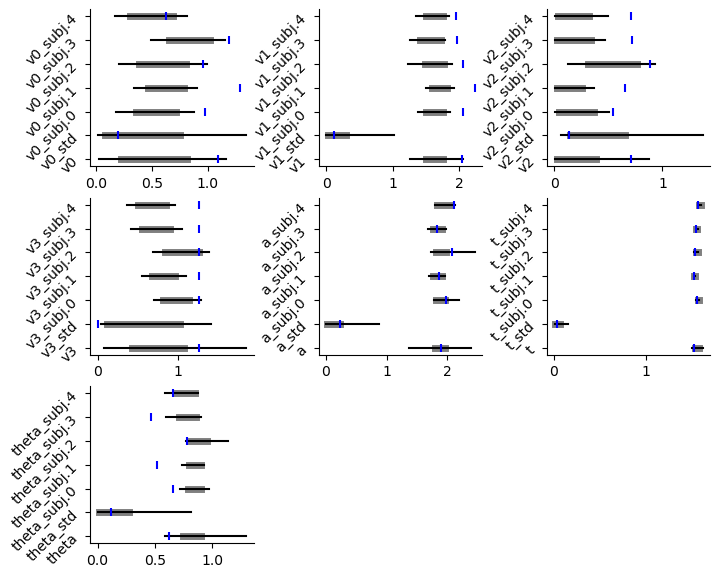 v0_subj.4
v0_subj.3
v0_subj.2
v0_subj.1
v0_subj.0
v0_std
v0
0.0 0.5 1.0
v1_subj.4
v1_subj.3
v1_subj.2
v1_subj.1
v1_subj.0
v1_std
v1
0 1 2
v2_subj.4
v2_subj.3
v2_subj.2
v2_subj.1
v2_subj.0
v2_std
v2
0 1
v3_subj.4
v3_subj.3
v3_subj.2
v3_subj.1
v3_subj.0
v3_std
v3
1
a_subj.4
a_subj.3
a_subj.2
a_subj.1
a_subj.0
a_std
a
0 1 2
t_subj.4
t_subj.3
t_subj.2
t_subj.1
t_subj.0
t_std
t
0 1
theta_subj.4
theta_subj.3
theta_subj.2
theta_subj.1
theta_subj.0
theta_std
theta
0.0 0.5 1.0